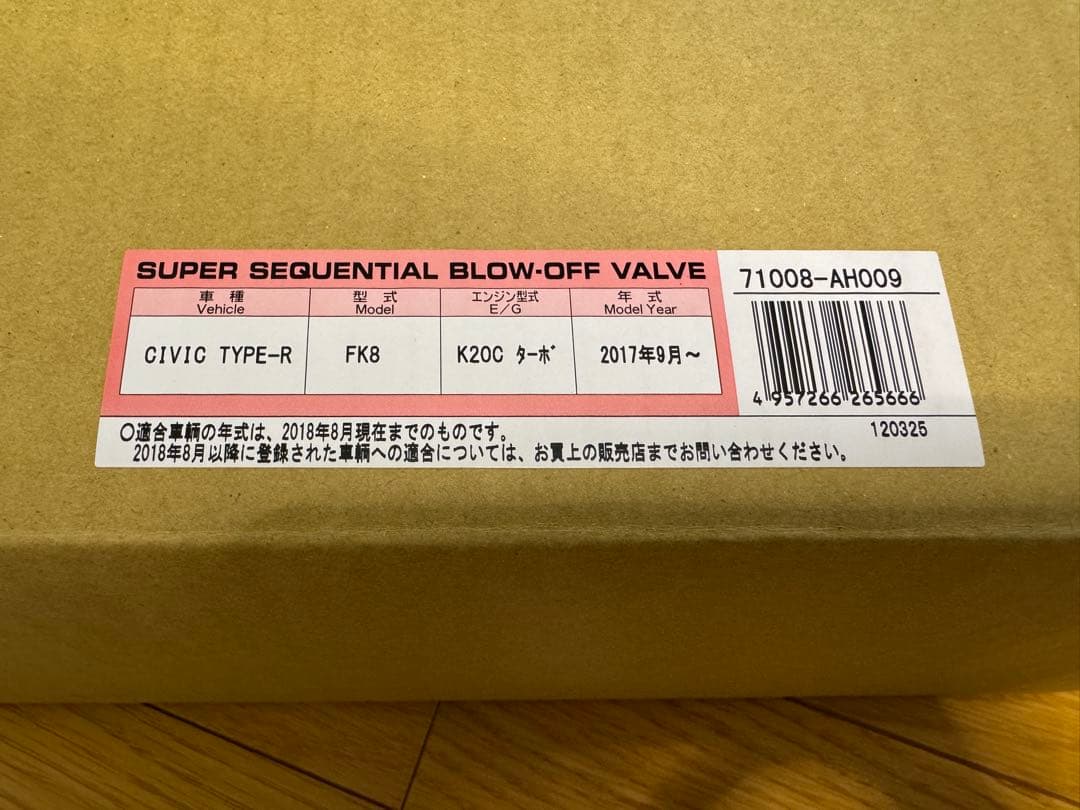 SUPER SEQUENTIAL BLOW-OFF VALVE
71008-AH009
車種 型式 エンジン型式 年式
Vehicle Model E/G Model Year
CIVIC TYPE-R FK8 K20C ターボ 2017年9月~
4 957266 265666
○適合車輌の年式は、2018年8月現在までのものです。
120325
2018年8月以降に登録された車輌への適合については、お買上の販売店までお問い合わせください。